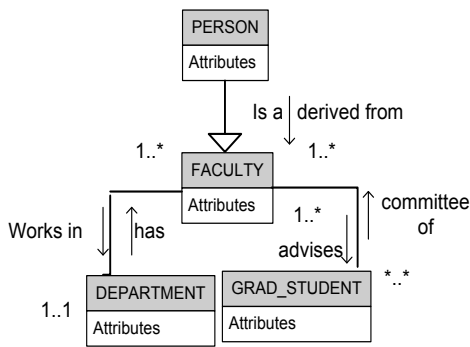 PERSON
Attributes
Is a derived from
1..* 1..*
FACULTY
Attributes
1..*
committee
of
Works in has
advises
*..*
1..1
DEPARTMENT
Attributes
GRAD_STUDENT
Attributes